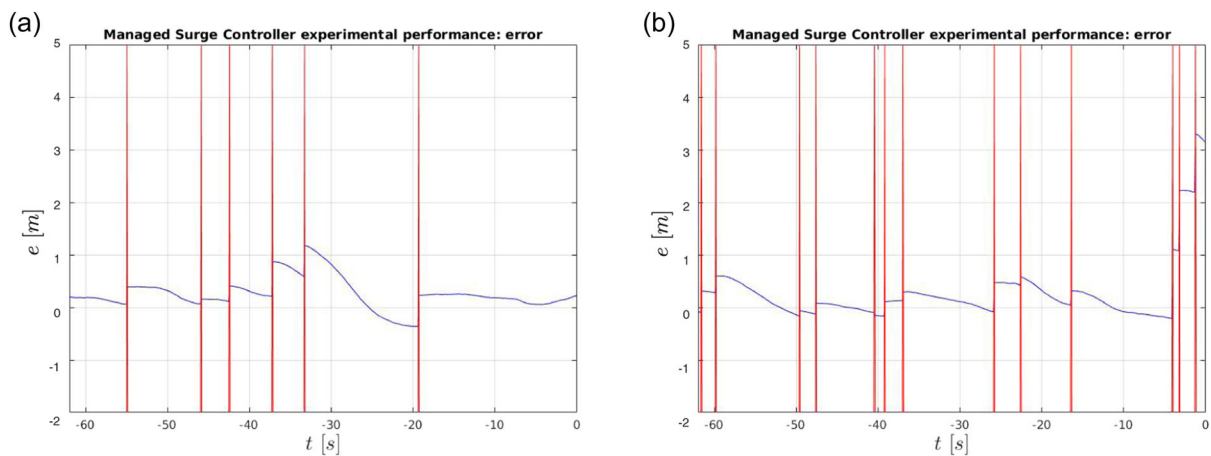 (a)
Managed Surge Controller experimental performance: error
5
4
3
2
1
0
-1
-2
e [m]
-60 -50 -40 -30 -20 -10 0
t [s]
(b)
Managed Surge Controller experimental performance: error
5
4
3
2
1
0
-1
-2
e [m]
-60 -50 -40 -30 -20 -10 0
t [s]